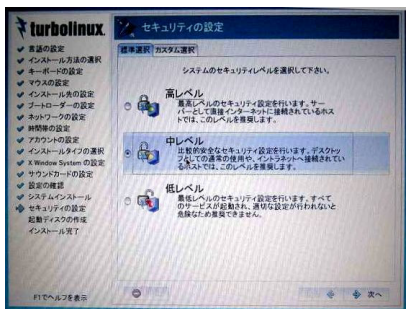 turbolinux.
言語の設定
インストール方法の選択
キーボードの設定
マウスの設定
インストール先の設定
ブートローダーの設定
ネットワークの設定
時間帯の設定
アカウントの設定
インストールタイプの選択
X Window System の設定
サウンドカードの設定
設定の確認
システムインストール
セキュリティの設定
起動ディスクの作成
インストール完了
F1でヘルプを表示
セキュリティの設定
標準選択 カスタム選択
システムのセキュリティレベルを選択して下さい。
高レベル
最高レベルのセキュリティ設定を行います。サー
バーとして直接インターネットに接続されているホス
トでは、このレベルを推奨します。
中レベル
比較的安全なセキュリティ設定を行います。デスクトッ
プとしての通常の使用や、イントラネットへ接続されてい
るホストでは、このレベルを推奨します。
低レベル
最低レベルのセキュリティ設定を行います。すべて
のサービスが起動され、適切な設定が行われないと
危険なため推奨できません。
次へ